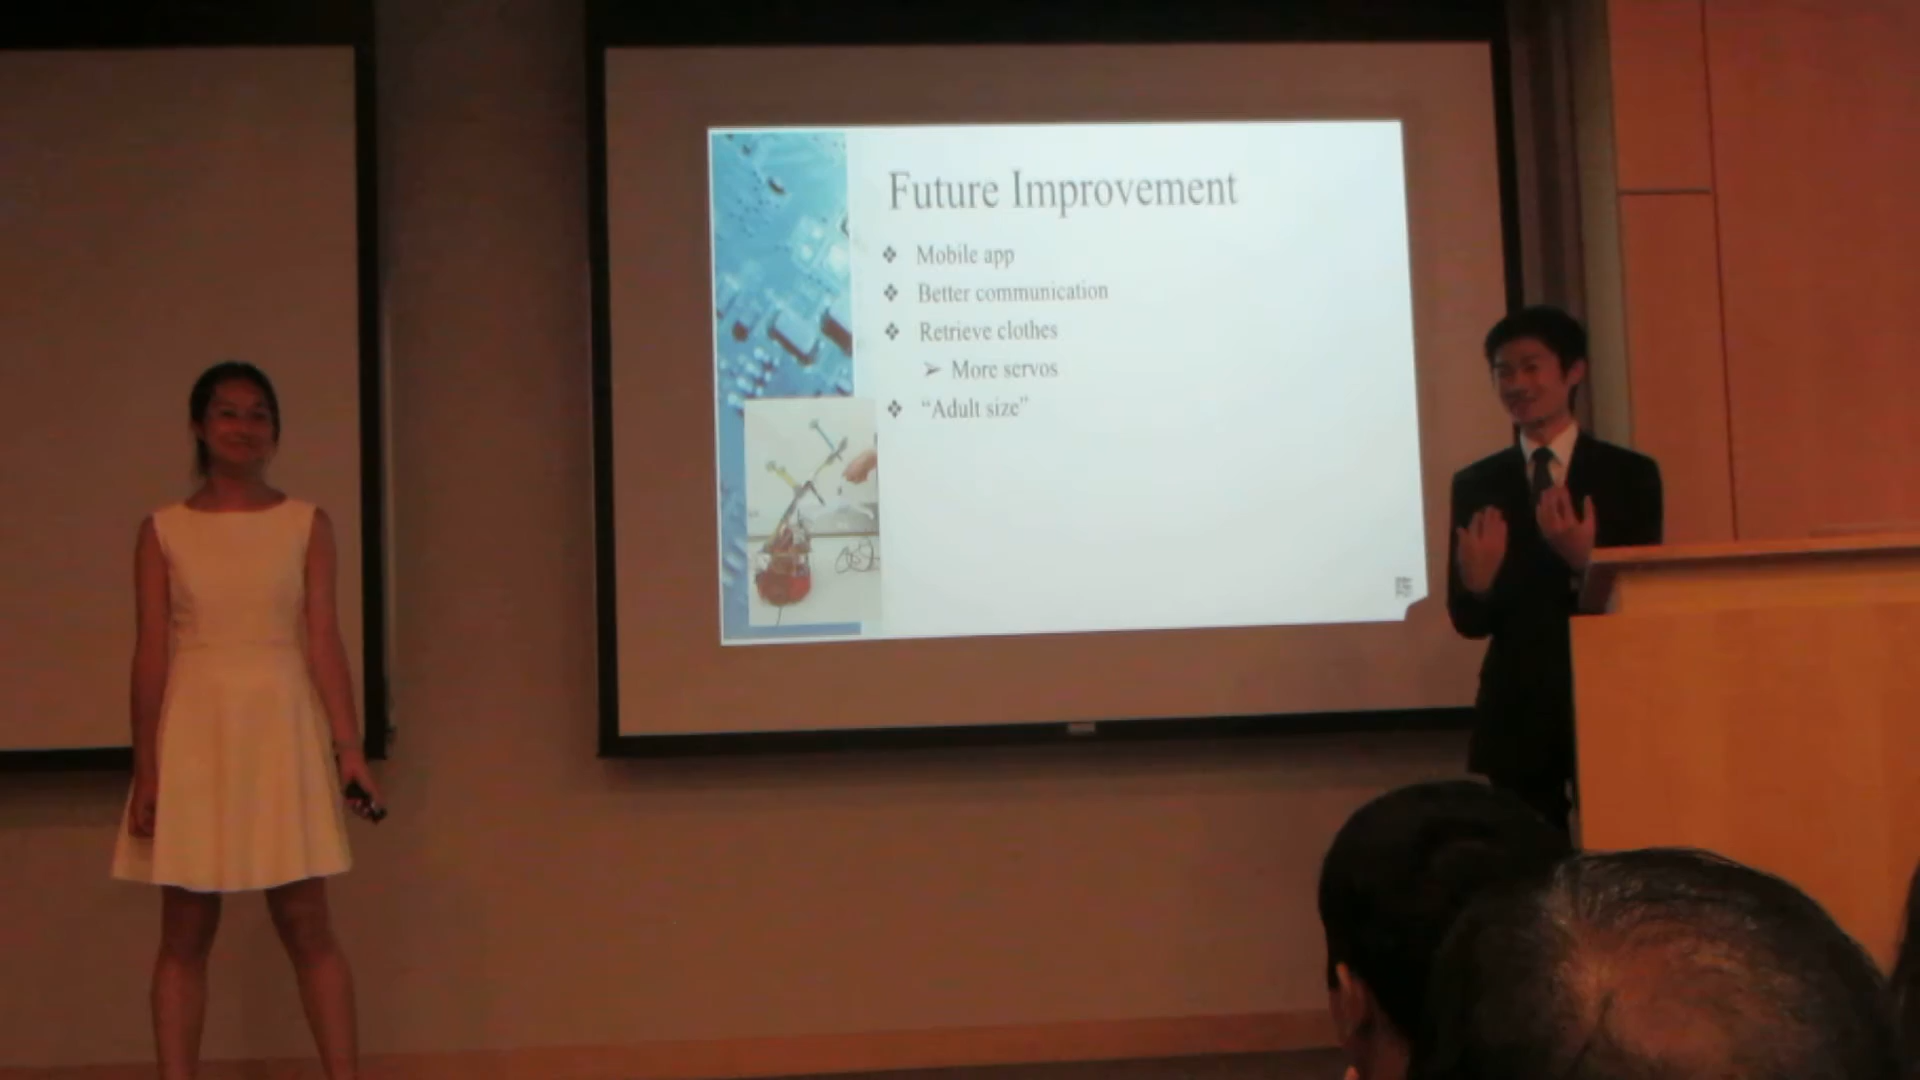 Future Improvement
❖ Mobile app
❖ Better communication
❖ Retrieve clothes
➢ More servos
❖ “Adult size”